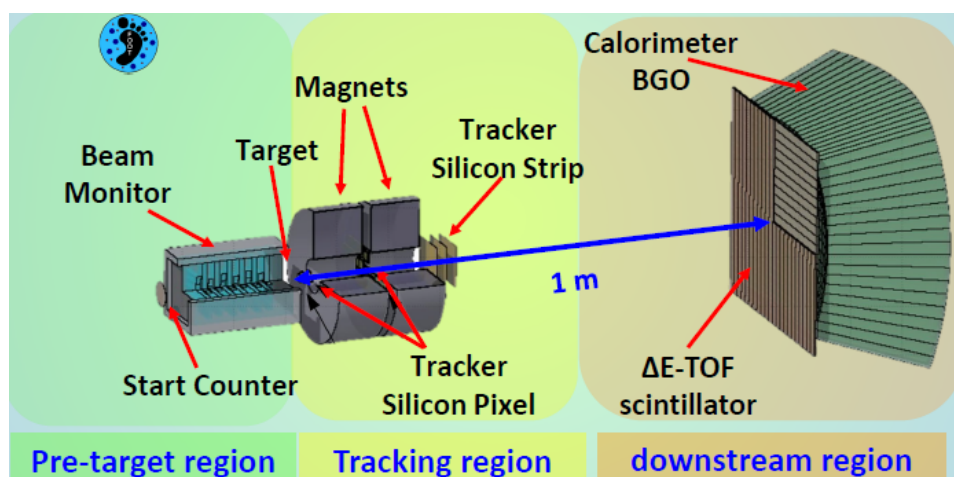 FOOT
Calorimeter
BGO
Magnets
Tracker
Silicon Strip
Target
Beam
Monitor
1 m
Start Counter
Tracker
Silicon Pixel
ΔE-TOF
scintillator
Pre-target region
Tracking region
downstream region